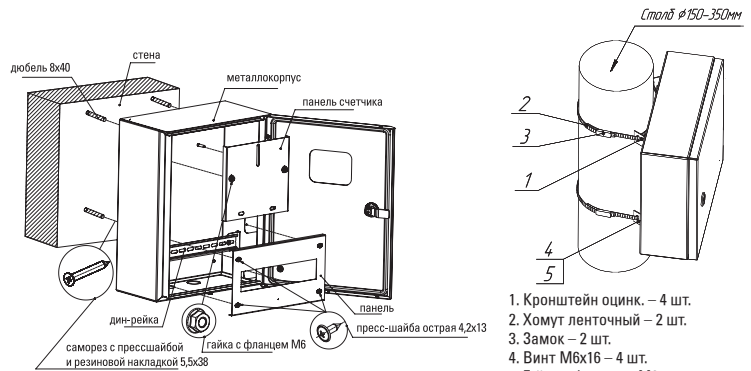 стена
дюбель 8х40
металлокорпус
панель счетчика
дин-рейка
панель
пресс-шайба острая 4,2х13
гайка с фланцем М6
саморез с прессшайбой
и резиновой накладкой 5,5х38
Столб ϕ150–350мм
2
3
1
4
5
1. Кронштейн оцинк. – 4 шт.
2. Хомут ленточный – 2 шт.
3. Замок – 2 шт.
4. Винт М6х16 – 4 шт.